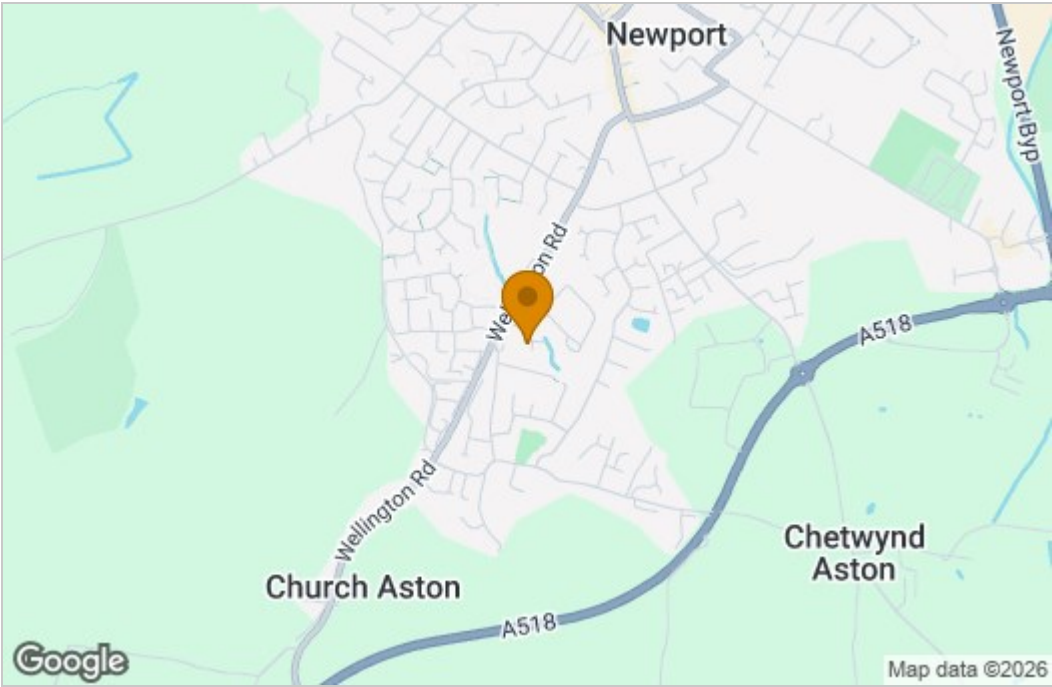 Newport
Newport Byp
Wellington Rd
A518
Wellington Rd
Chetwynd
Aston
Church Aston
A518
Google
Map data ©2026